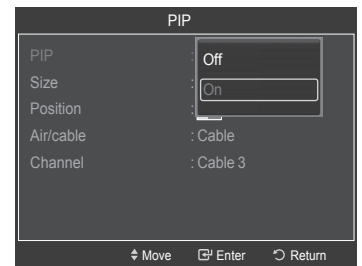 PIP
PIP : Off
Size : On
Position :
Air/cable : Cable
Channel : Cable 3
Move Enter Return